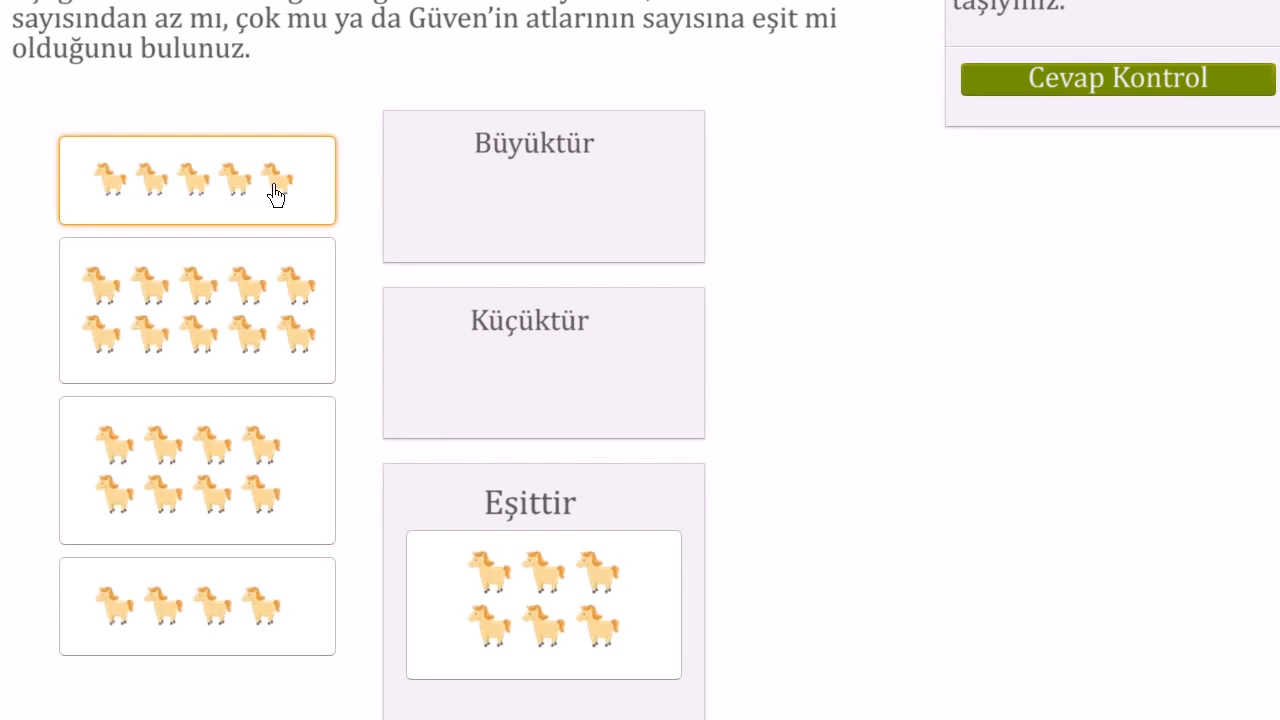 sayısından az mı, çok mu ya da Güven’in atlarının sayısına eşit mi
olduğunu bulunuz.
taşıyınız.
Cevap Kontrol
Büyüktür
Küçüktür
Eşittir